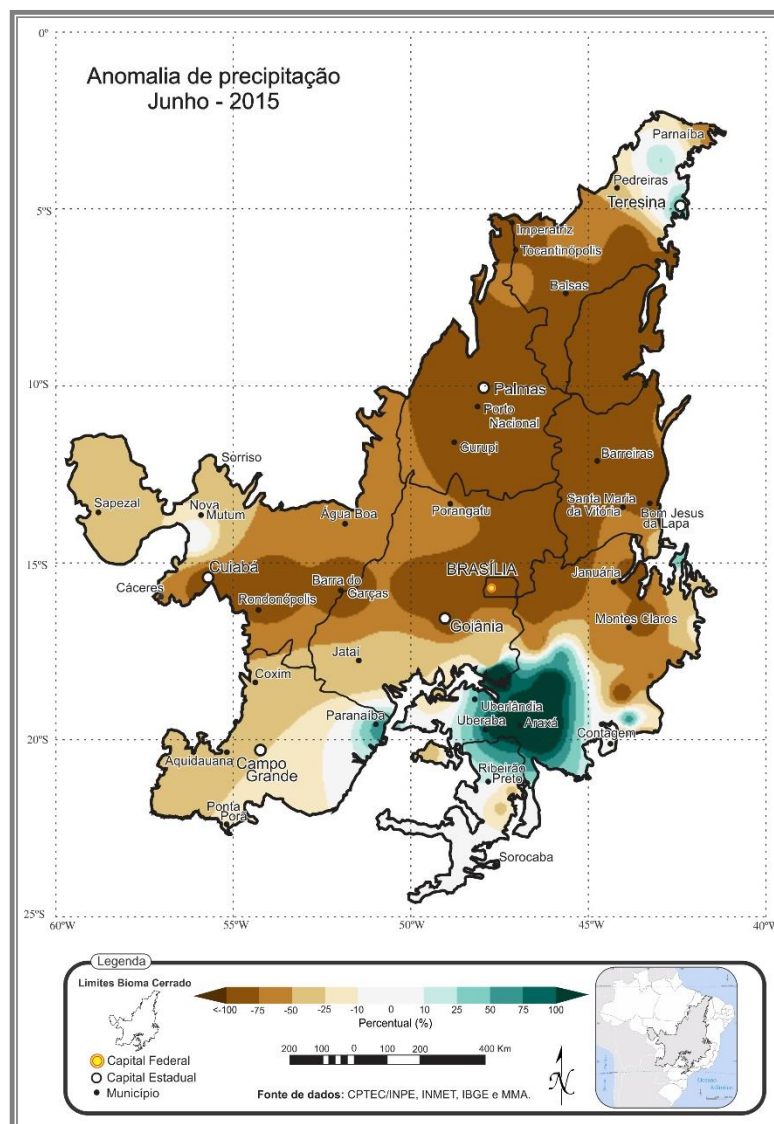 Anomalia de precipitação
Junho - 2015
0°
5°S
10°S
15°S
20°S
25°S
60°W
55°W
50°W
45°W
40°W
Parnaíba
Pedreiras
Teresina
Imperatriz
Tocantinópolis
Balsas
Palmas
Porto
Nacional
Gurupi
Barreiras
Sorriso
Sapezal
Nova
Mutum
Água Boa
Porangatu
Santa Maria
da Vitória
Bom Jesus
da Lapa
Cuiabá
Cáceres
Rondonópolis
Barra do
Garças
BRASÍLIA
Januária
Goiânia
Montes Claros
Jataí
Coxim
Paranaíba
Uberlândia
Uberaba
Araxá
Contagem
Aquidauana
Campo
Grande
Ribeirão
Preto
Ponta
Porã
Sorocaba
Legenda
Limites Bioma Cerrado
<-100 -75 -50 -25 -10 0 10 25 50 75 100
Percentual (%)
Capital Federal
Capital Estadual
Município
200 100 0 100 200 400 Km
N
Fonte de dados: CPTEC/INPE, INMET, IBGE e MMA.
Oceano
Atlântico